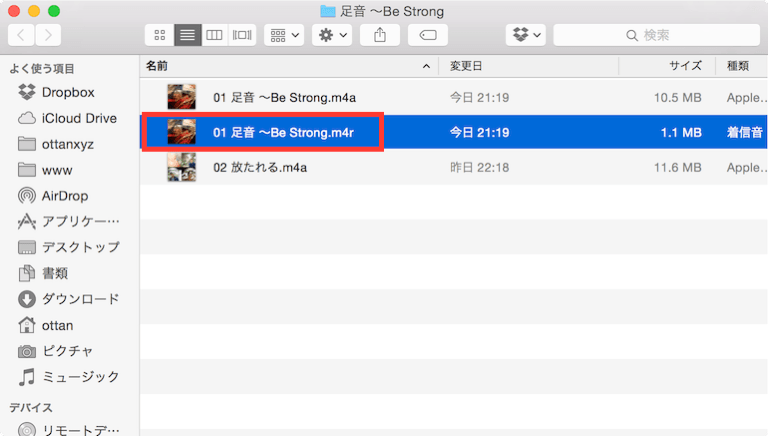 足音 〜Be Strong
検索
よく使う項目
Dropbox
iCloud Drive
ottanxyz
www
AirDrop
アプリケー…
デスクトップ
書類
ダウンロード
ottan
ピクチャ
ミュージック
デバイス
リモートデ…
名前 変更日 サイズ 種類
01 足音 〜Be Strong.m4a 今日 21:19 10.5 MB Apple...
01 足音 〜Be Strong.m4r 今日 21:19 1.1 MB 着信音
02 放たれる.m4a 昨日 22:18 11.6 MB Apple...